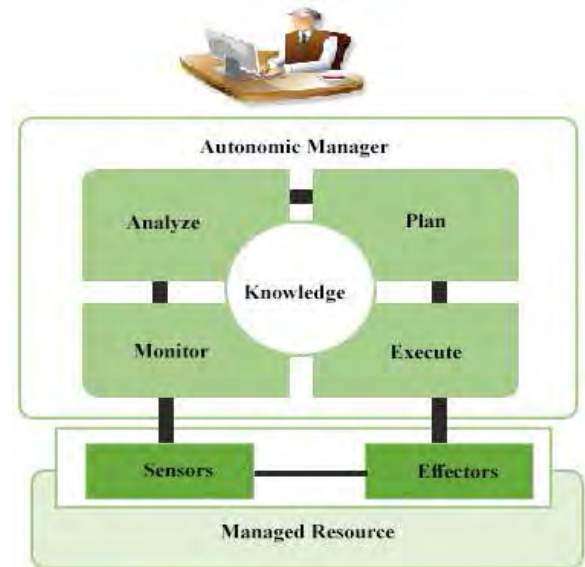 Autonomic Manager
Analyze
Plan
Knowledge
Monitor
Execute
Sensors
Effectors
Managed Resource